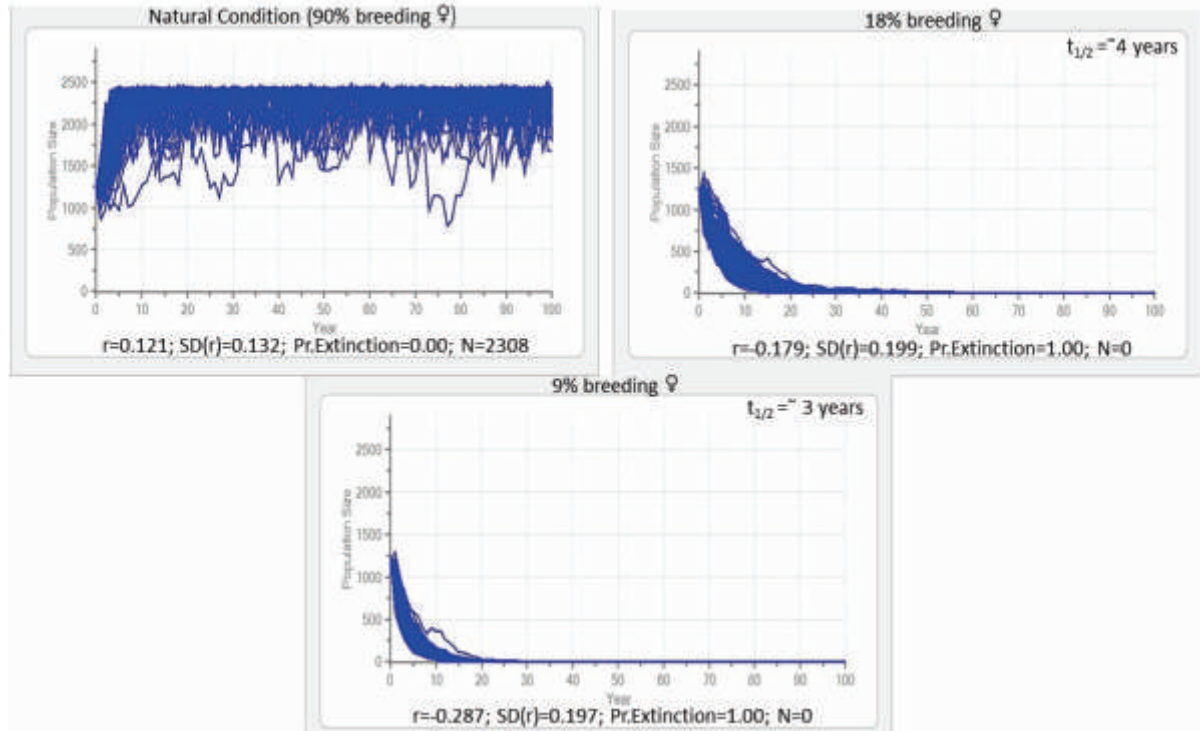 Natural Condition (90% breeding ♀)
2500
2000
1500
1000
500
0
Population Size
0 10 20 30 40 50 60 70 80 90 100
Year
r=0.121; SD(r)=0.132; Pr.Extinction=0.00; N=2308
18% breeding ♀
t1/2 =~4 years
2500
2000
1500
1000
500
0
Population Size
0 10 20 30 40 50 60 70 80 90 100
Year
r=-0.179; SD(r)=0.199; Pr.Extinction=1.00; N=0
9% breeding ♀
t1/2 =~ 3 years
2500
2000
1500
1000
500
0
Population Size
0 10 20 30 40 50 60 70 80 90 100
Year
r=-0.287; SD(r)=0.197; Pr.Extinction=1.00; N=0